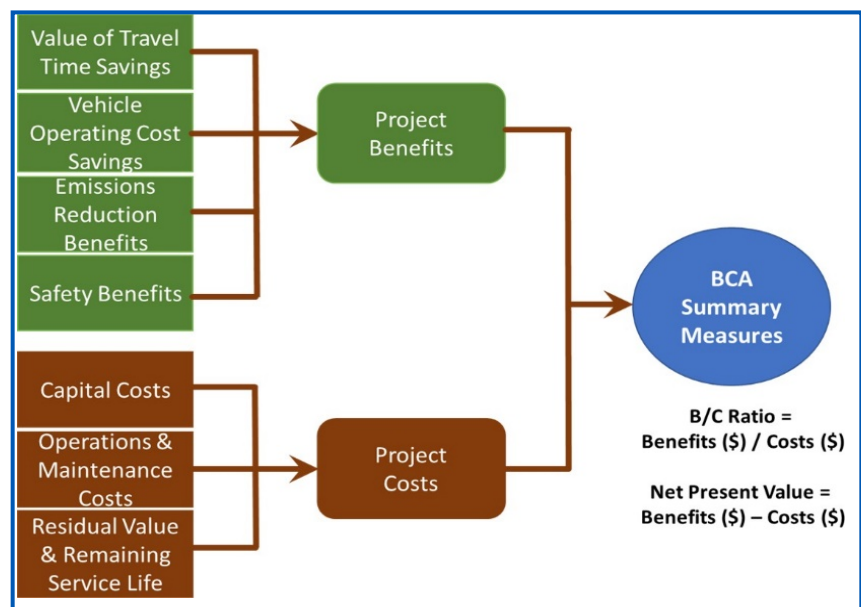 Value of Travel
Time Savings
Vehicle
Operating Cost
Savings
Emissions
Reduction
Benefits
Safety Benefits
Project
Benefits
BCA
Summary
Measures
Capital Costs
Operations &
Maintenance
Costs
Residual Value
& Remaining
Service Life
Project
Costs
B/C Ratio =
Benefits ($) / Costs ($)
Net Present Value =
Benefits ($) – Costs ($)